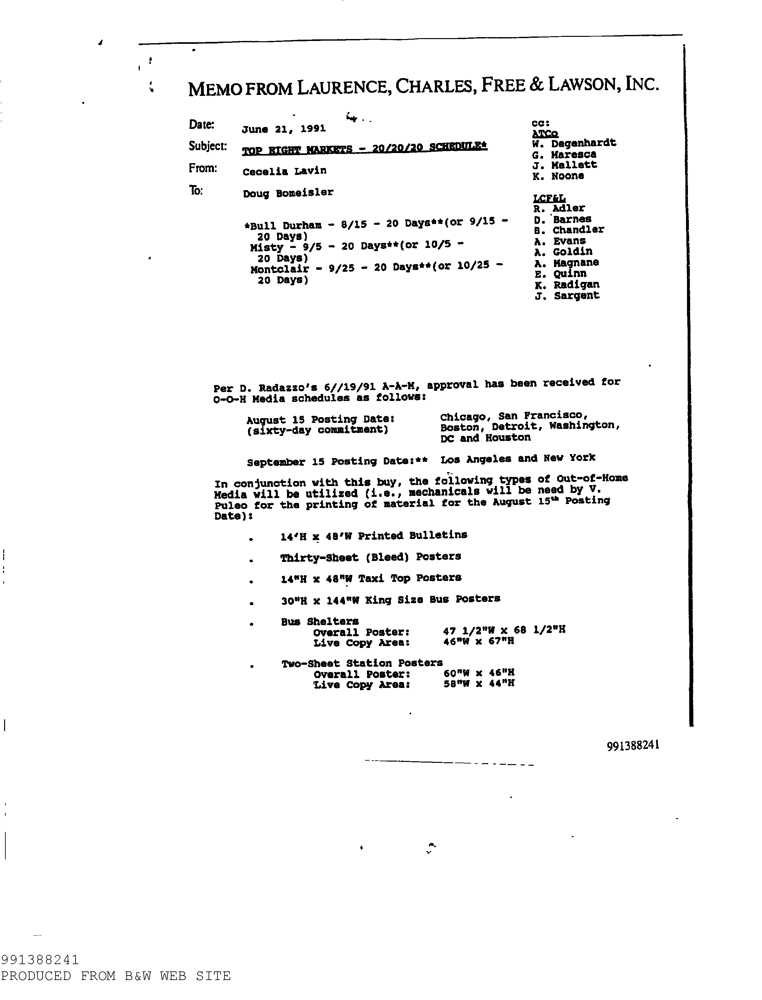 MEMO FROM LAURENCE, CHARLES, FREE & LAWSON, INC.
Date: June 21, 1991
Subject: TOP EIGHT MARKETS - 20/20/20 SCHEDULE*
From: Cecelia Lavin
To: Doug Bomeisler
cc:
ATCo
W. Degenhardt
G. Maresca
J. Mellett
K. Noone
LCF&L
R. Adler
D. Barnes
B. Chandler
A. Evans
A. Goldin
A. Magnane
E. Quinn
K. Radigan
J. Sargent
*Bull Durham - 8/15 - 20 Days**(or 9/15 -
20 Days)
Misty - 9/5 - 20 Days**(or 10/5 -
20 Days)
Montclair - 9/25 - 20 Days**(or 10/25 -
20 Days)
Per D. Radazzo's 6//19/91 A-A-M, approval has been received for
O-O-H Media schedules as follows:
August 15 Posting Date: Chicago, San Francisco,
(sixty-day commitment) Boston, Detroit, Washington,
DC and Houston
September 15 Posting Date:** Los Angeles and New York
In conjunction with this buy, the following types of Out-of-Home
Media will be utilized (i.e., mechanicals will be need by V.
Puleo for the printing of material for the August 15th Posting
Date):
. 14'H x 48'W Printed Bulletins
. Thirty-Sheet (Bleed) Posters
. 14"H x 48"W Taxi Top Posters
. 30"H x 144"W King Size Bus Posters
. Bus Shelters
Overall Poster: 47 1/2"W x 68 1/2"H
Live Copy Area: 46"W x 67"H
. Two-Sheet Station Posters
Overall Poster: 60"W x 46"H
Live Copy Area: 58"W x 44"H
991388241
991388241
PRODUCED FROM B&W WEB SITE